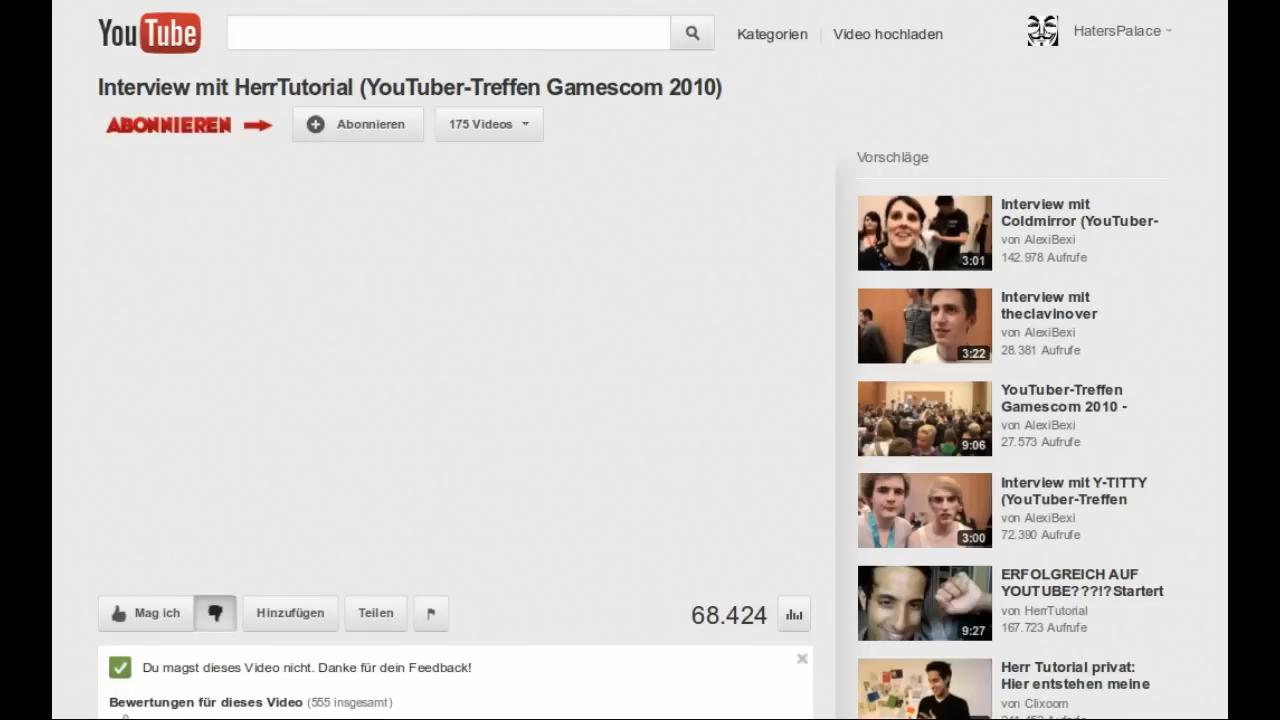 YouTube
Kategorien
Video hochladen
HatersPalace
Interview mit HerrTutorial (YouTuber-Treffen Gamescom 2010)
ABONNIEREN
Abonnieren
175 Videos
Vorschläge
Interview mit
Coldmirror (YouTuber-
von AlexiBexi
142.978 Aufrufe
3:01
Interview mit
theclavinover
von AlexiBexi
28.381 Aufrufe
3:22
YouTuber-Treffen
Gamescom 2010 -
von AlexiBexi
27.573 Aufrufe
9:06
Interview mit Y-TITTY
(YouTuber-Treffen
von AlexiBexi
72.390 Aufrufe
3:00
ERFOLGREICH AUF
YOUTUBE???!?Startert
von HerrTutorial
167.723 Aufrufe
9:27
Herr Tutorial privat:
Hier entstehen meine
von Clixoom
Mag ich
Hinzufügen
Teilen
68.424
Du magst dieses Video nicht. Danke für dein Feedback!
Bewertungen für dieses Video (555 insgesamt)